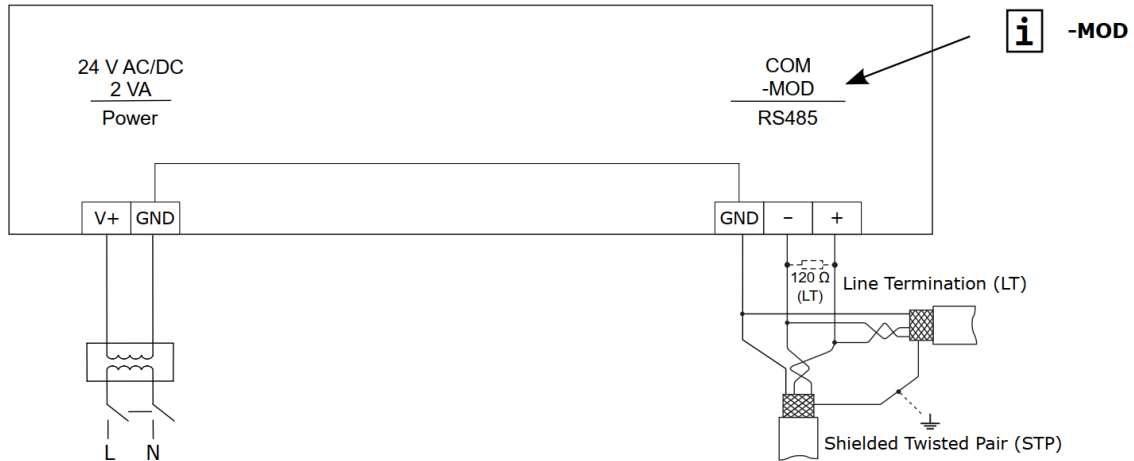 i -MOD
24 V AC/DC
2 VA
Power
COM
-MOD
RS485
V+ GND
GND - +
120 Ω
(LT)
Line Termination (LT)
Shielded Twisted Pair (STP)
L N